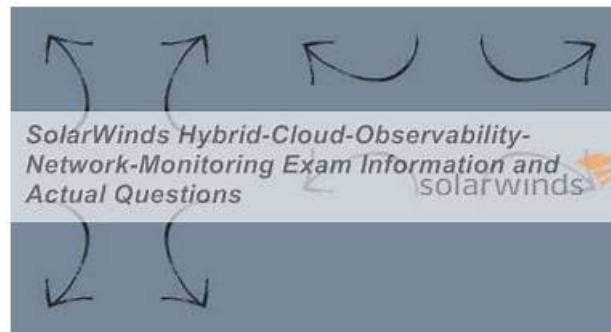 SolarWinds Hybrid-Cloud-Observability-
Network-Monitoring Exam Information and
Actual Questions
solarwinds